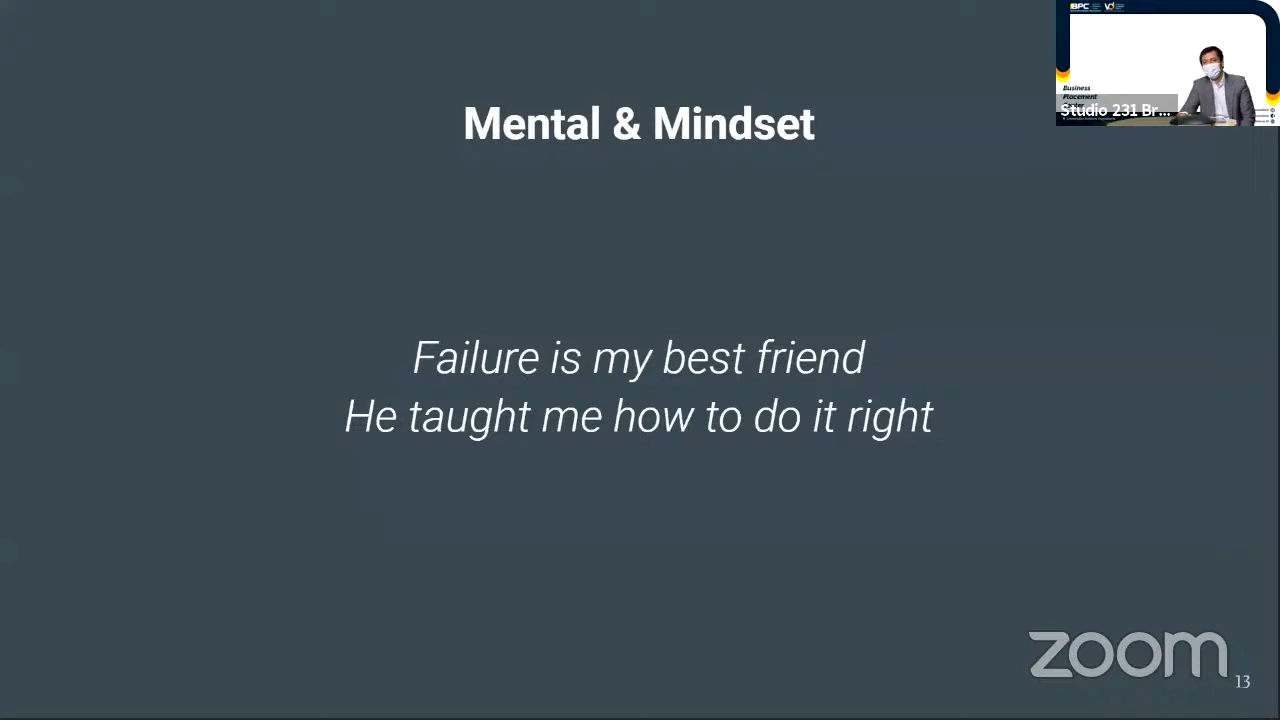 BPC
Mental & Mindset
Business
Placement
Studio 231 Br...
Failure is my best friend
He taught me how to do it right
zoom
13